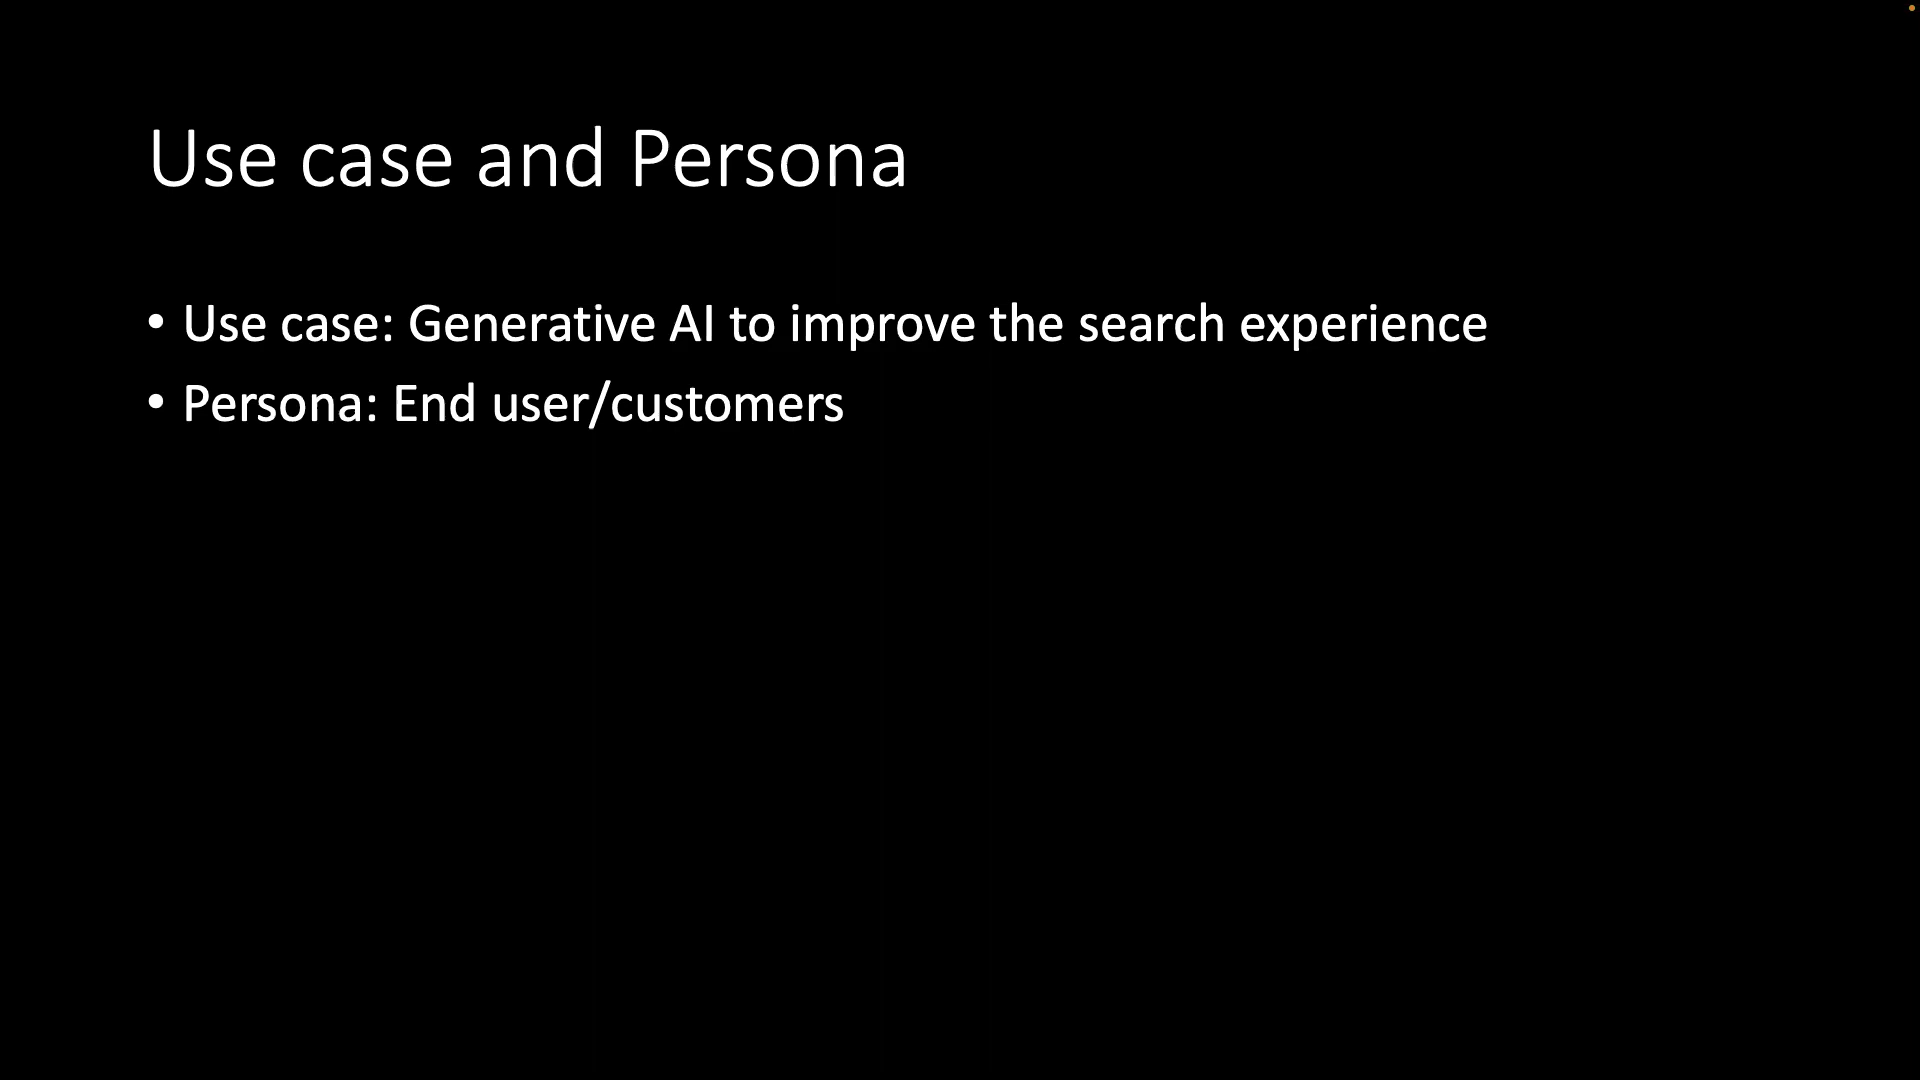 Use case and Persona
• Use case: Generative AI to improve the search experience
• Persona: End user/customers